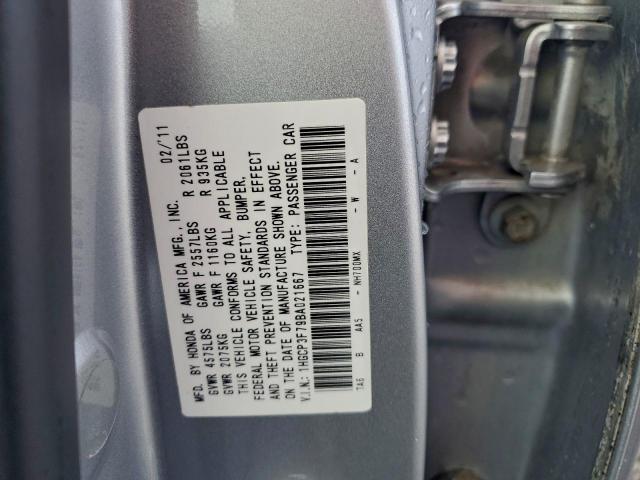 MFD. BY HONDA OF AMERICA MFG., INC. 02/11
GVWR 4575LBS GAWR F 2557LBS R 2061LBS
GVWR 2075KG GAWR F 1160KG R 935KG
THIS VEHICLE CONFORMS TO ALL APPLICABLE
FEDERAL MOTOR VEHICLE SAFETY, BUMPER,
AND THEFT PREVENTION STANDARDS IN EFFECT
ON THE DATE OF MANUFACTURE SHOWN ABOVE.
V.I.N.: 1HGCP3F79BA021667 TYPE: PASSENGER CAR
TA6 B AA5 - NH700MX - W - A